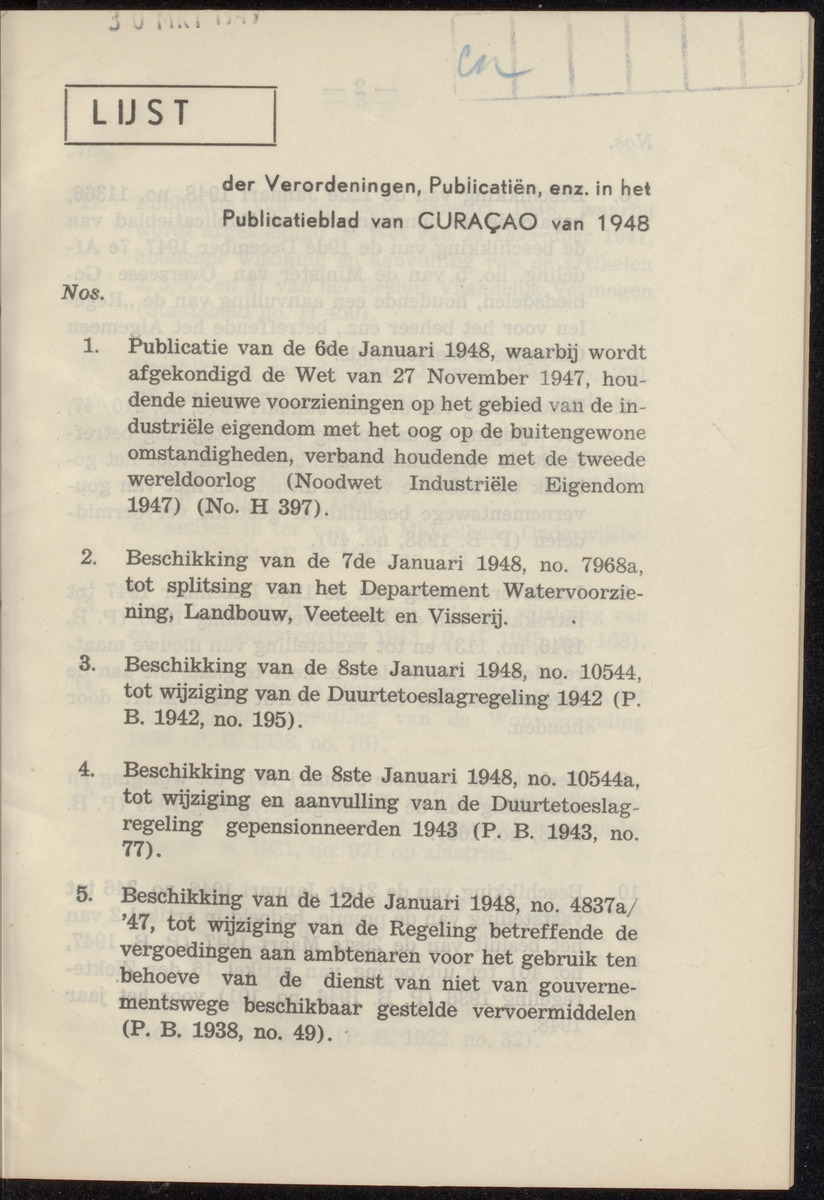 LIJST
der Verordeningen, Publicatiën, enz. in het
Publicatieblad van CURAÇAO van 1948
Nos.
1. Publicatie van de 6de Januari 1948, waarbij wordt
afgekondigd de Wet van 27 November 1947, hou-
dende nieuwe voorzieningen op het gebied van de in-
dustriële eigendom met het oog op de buitengewone
omstandigheden, verband houdende met de tweede
wereldoorlog (Noodwet Industriële Eigendom
1947) (No. H 397).
2. Beschikking van de 7de Januari 1948, no. 7968a,
tot splitsing van het Departement Watervoorzie-
ning, Landbouw, Veeteelt en Visserij.
3. Beschikking van de 8ste Januari 1948, no. 10544,
tot wijziging van de Duurtetoeslagregeling 1942 (P.
B. 1942, no. 195).
4. Beschikking van de 8ste Januari 1948, no. 10544a,
tot wijziging en aanvulling van de Duurtetoeslag-
regeling gepensionneerden 1943 (P. B. 1943, no.
77).
5. Beschikking van de 12de Januari 1948, no. 4837a/
'47, tot wijziging van de Regeling betreffende de
vergoedingen aan ambtenaren voor het gebruik ten
behoeve van de dienst van niet van gouverne-
mentswege beschikbaar gestelde vervoermiddelen
(P. B. 1938, no. 49).